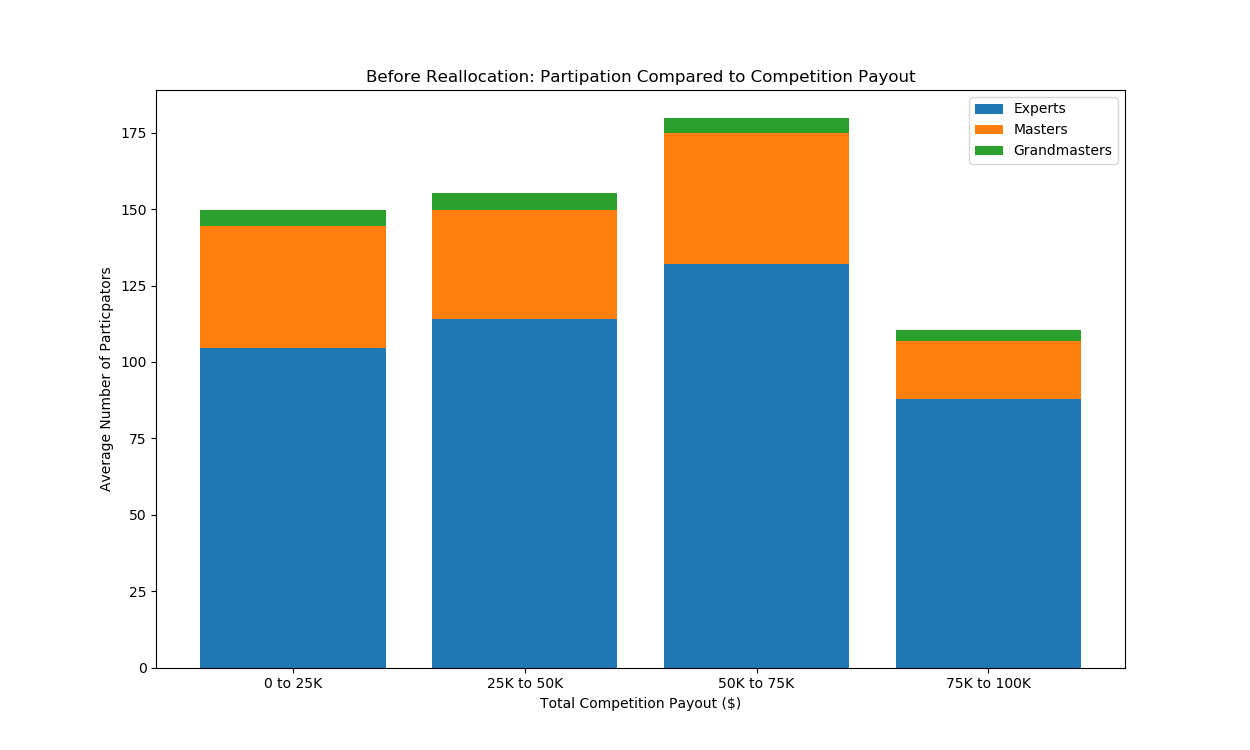 Before Reallocation: Partipation Compared to Competition Payout
Experts
Masters
Grandmasters
175
150
125
100
75
50
25
0
Average Number of Particpators
0 to 25K
25K to 50K
50K to 75K
75K to 100K
Total Competition Payout ($)